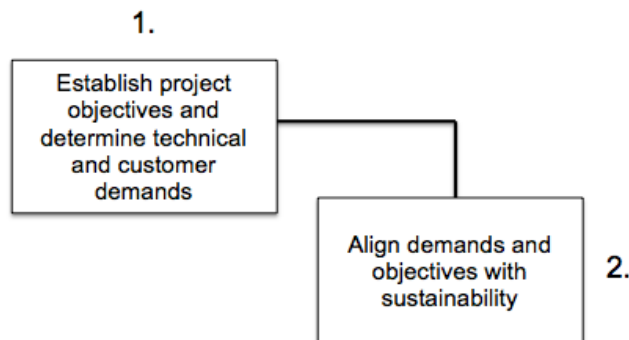 1.
Establish project
objectives and
determine technical
and customer
demands
Align demands and
objectives with
sustainability
2.